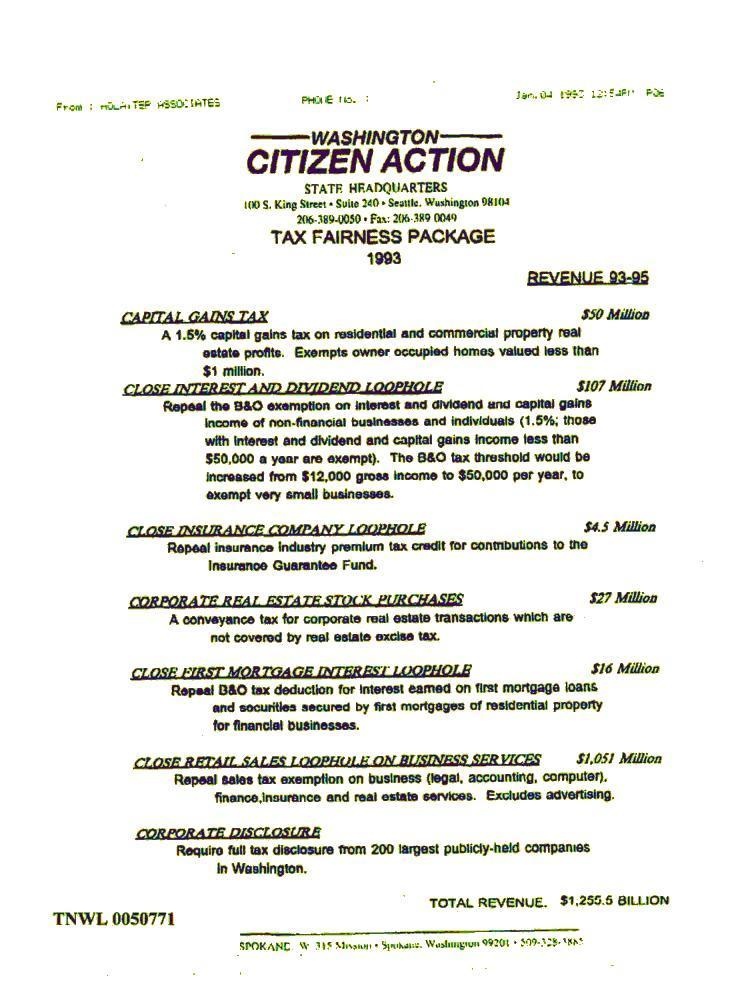 From : ASSOCIATES PHONE No. : Jan. 04 1993 12:54PM P06
WASHINGTON
CITIZEN ACTION
STATE HEADQUARTERS
100 S. King Street • Suite 240 • Seattle, Washington 98104
206-389-0050 • Fax: 206-389 0049
TAX FAIRNESS PACKAGE
1993
REVENUE 93-95
CAPITAL GAINS TAX $50 Million
A 1.5% capital gains tax on residential and commercial property real
estate profits. Exempts owner occupied homes valued less than
$1 million.
CLOSE INTEREST AND DIVIDEND LOOPHOLE $107 Million
Repeal the B&O exemption on interest and dividend and capital gains
income of non-financial businesses and individuals (1.5%; those
with interest and dividend and capital gains income less than
$50,000 a year are exempt). The B&O tax threshold would be
increased from $12,000 gross income to $50,000 per year, to
exempt very small businesses.
CLOSE INSURANCE COMPANY LOOPHOLE $4.5 Million
Repeal insurance industry premium tax credit for contributions to the
Insurance Guarantee Fund.
CORPORATE REAL ESTATE STOCK PURCHASES $27 Million
A conveyance tax for corporate real estate transactions which are
not covered by real estate excise tax.
CLOSE FIRST MORTGAGE INTEREST LOOPHOLE $16 Million
Repeal B&O tax deduction for interest earned on first mortgage loans
and securities secured by first mortgages of residential property
for financial businesses.
CLOSE RETAIL SALES LOOPHOLE ON BUSINESS SERVICES $1,051 Million
Repeal sales tax exemption on business (legal, accounting, computer),
finance,insurance and real estate services. Excludes advertising.
CORPORATE DISCLOSURE
Require full tax disclosure from 200 largest publicly-held companies
in Washington.
TOTAL REVENUE. $1,255.5 BILLION
TNWL 0050771
SPOKANE W. 315 Mission • Spokane, Washington 99201 •